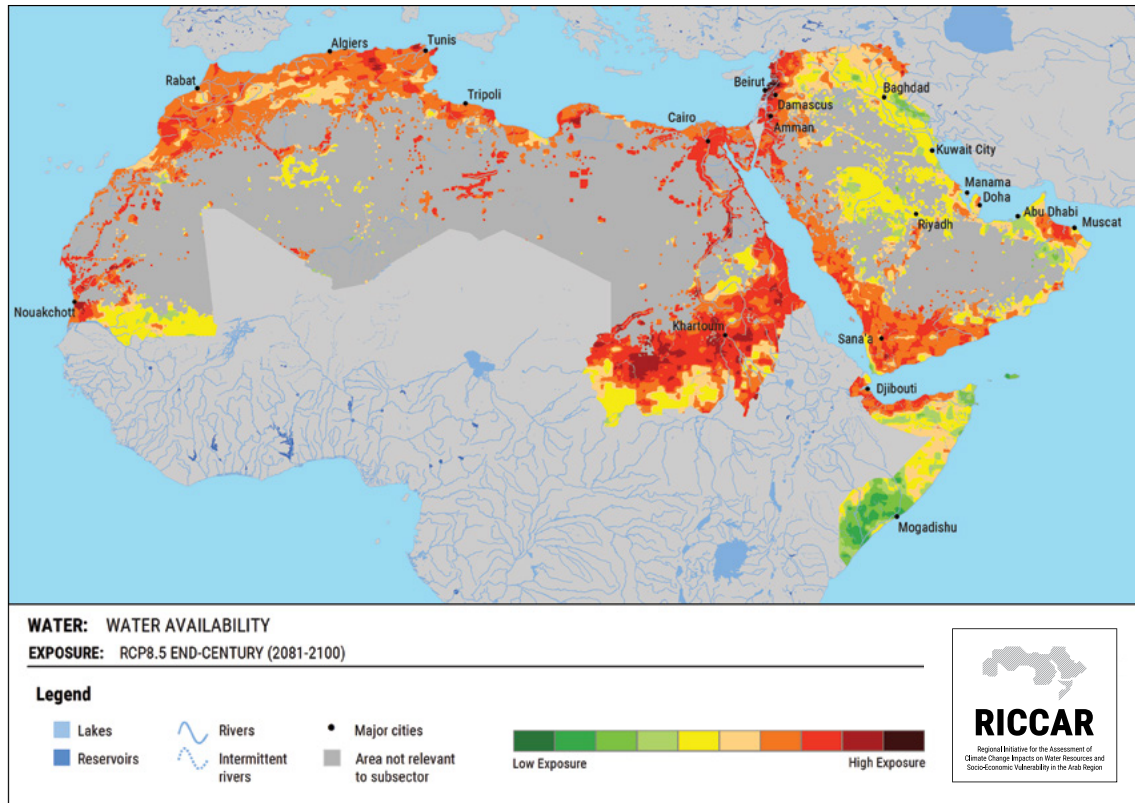 Algiers
Tunis
Rabat
Tripoli
Beirut
Damascus
Baghdad
Cairo
Amman
Kuwait City
Manama
Doha
Abu Dhabi
Muscat
Riyadh
Nouakchott
Khartoum
Sana'a
Djibouti
Mogadishu
WATER: WATER AVAILABILITY
EXPOSURE: RCP8.5 END-CENTURY (2081-2100)
Legend
Lakes
Rivers
Major cities
Reservoirs
Intermittent
rivers
Area not relevant
to subsector
Low Exposure
High Exposure
RICCAR
Regional Initiative for the Assessment of
Climate Change Impacts on Water Resources and
Socio-Economic Vulnerability in the Arab Region